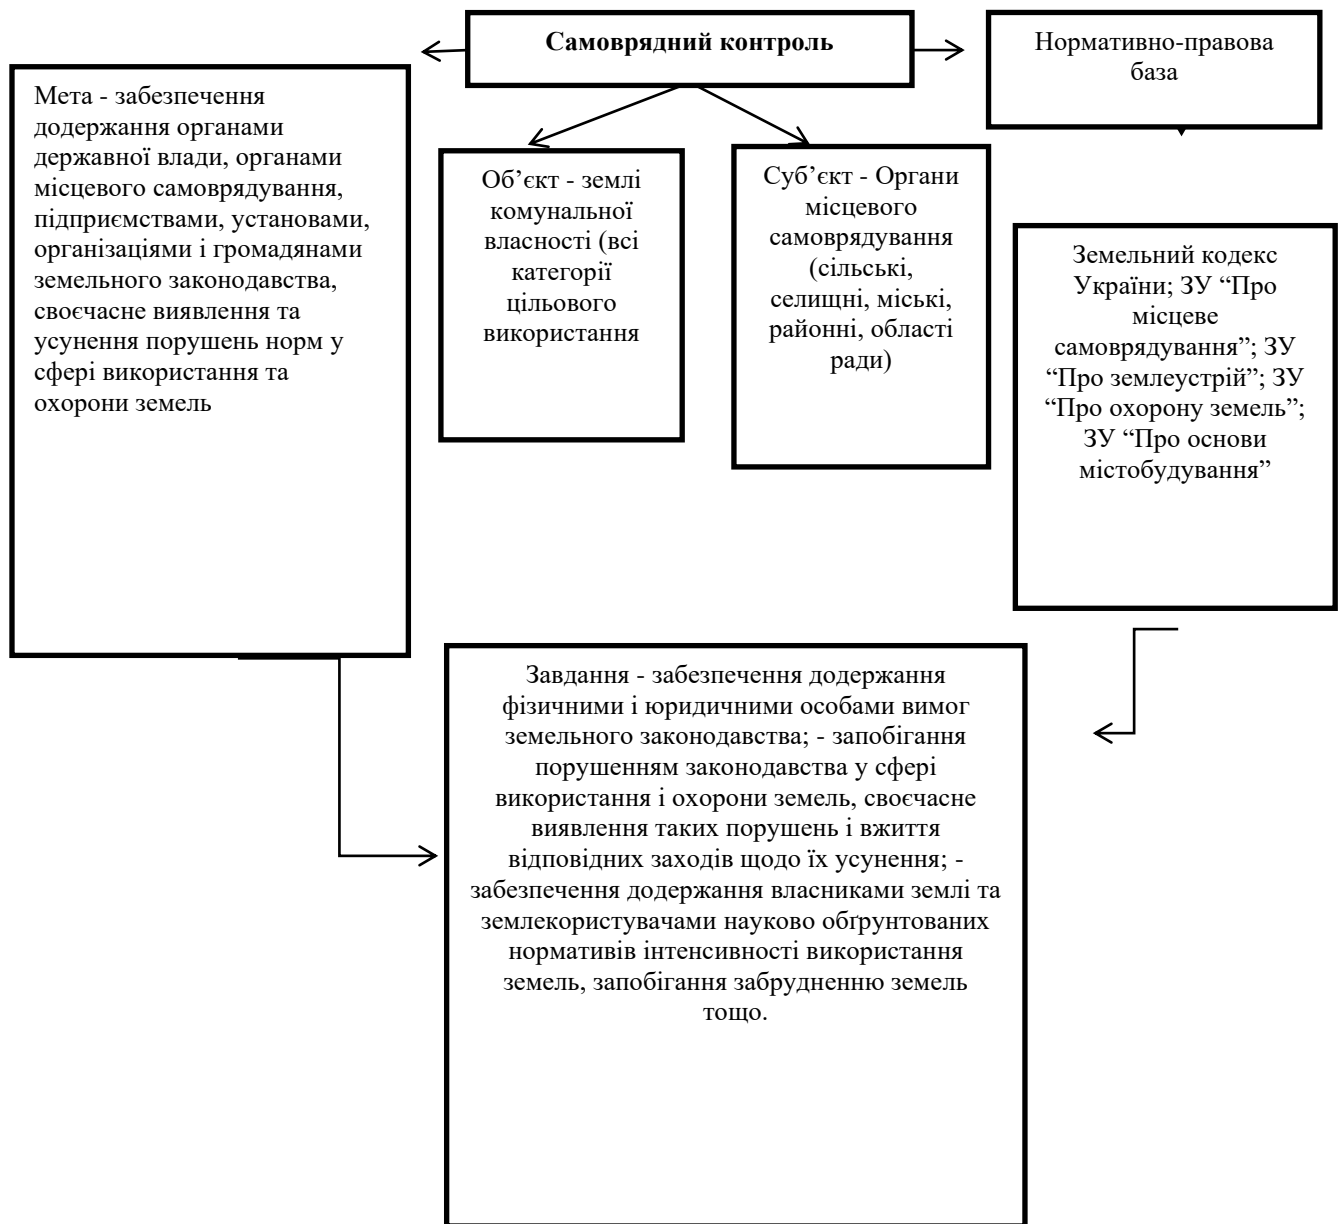 Самоврядний контроль
Нормативно-правова
база
Мета - забезпечення
додержання органами
державної влади, органами
місцевого самоврядування,
підприємствами, установами,
організаціями і громадянами
земельного законодавства,
своєчасне виявлення та
усунення порушень норм у
сфері використання та
охорони земель
Об’єкт - землі
комунальної
власності (всі
категорії
цільового
використання
Суб’єкт - Органи
місцевого
самоврядування
(сільські,
селищні, міські,
районні, області
ради)
Земельний кодекс
України; ЗУ “Про
місцеве
самоврядування”; ЗУ
“Про землеустрій”; ЗУ
“Про охорону земель”;
ЗУ “Про основи
містобудування”
Завдання - забезпечення додержання
фізичними і юридичними особами вимог
земельного законодавства; - запобігання
порушенням законодавства у сфері
використання і охорони земель, своєчасне
виявлення таких порушень і вжиття
відповідних заходів щодо їх усунення; -
забезпечення додержання власниками землі та
землекористувачами науково обґрунтованих
нормативів інтенсивності використання
земель, запобігання забрудненню земель
тощо.